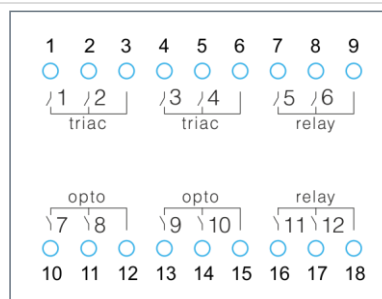 1 2 3 4 5 6 7 8 9
1 2 3 4 5 6
triac triac relay
opto opto relay
7 8 9 10 11 12
10 11 12 13 14 15 16 17 18